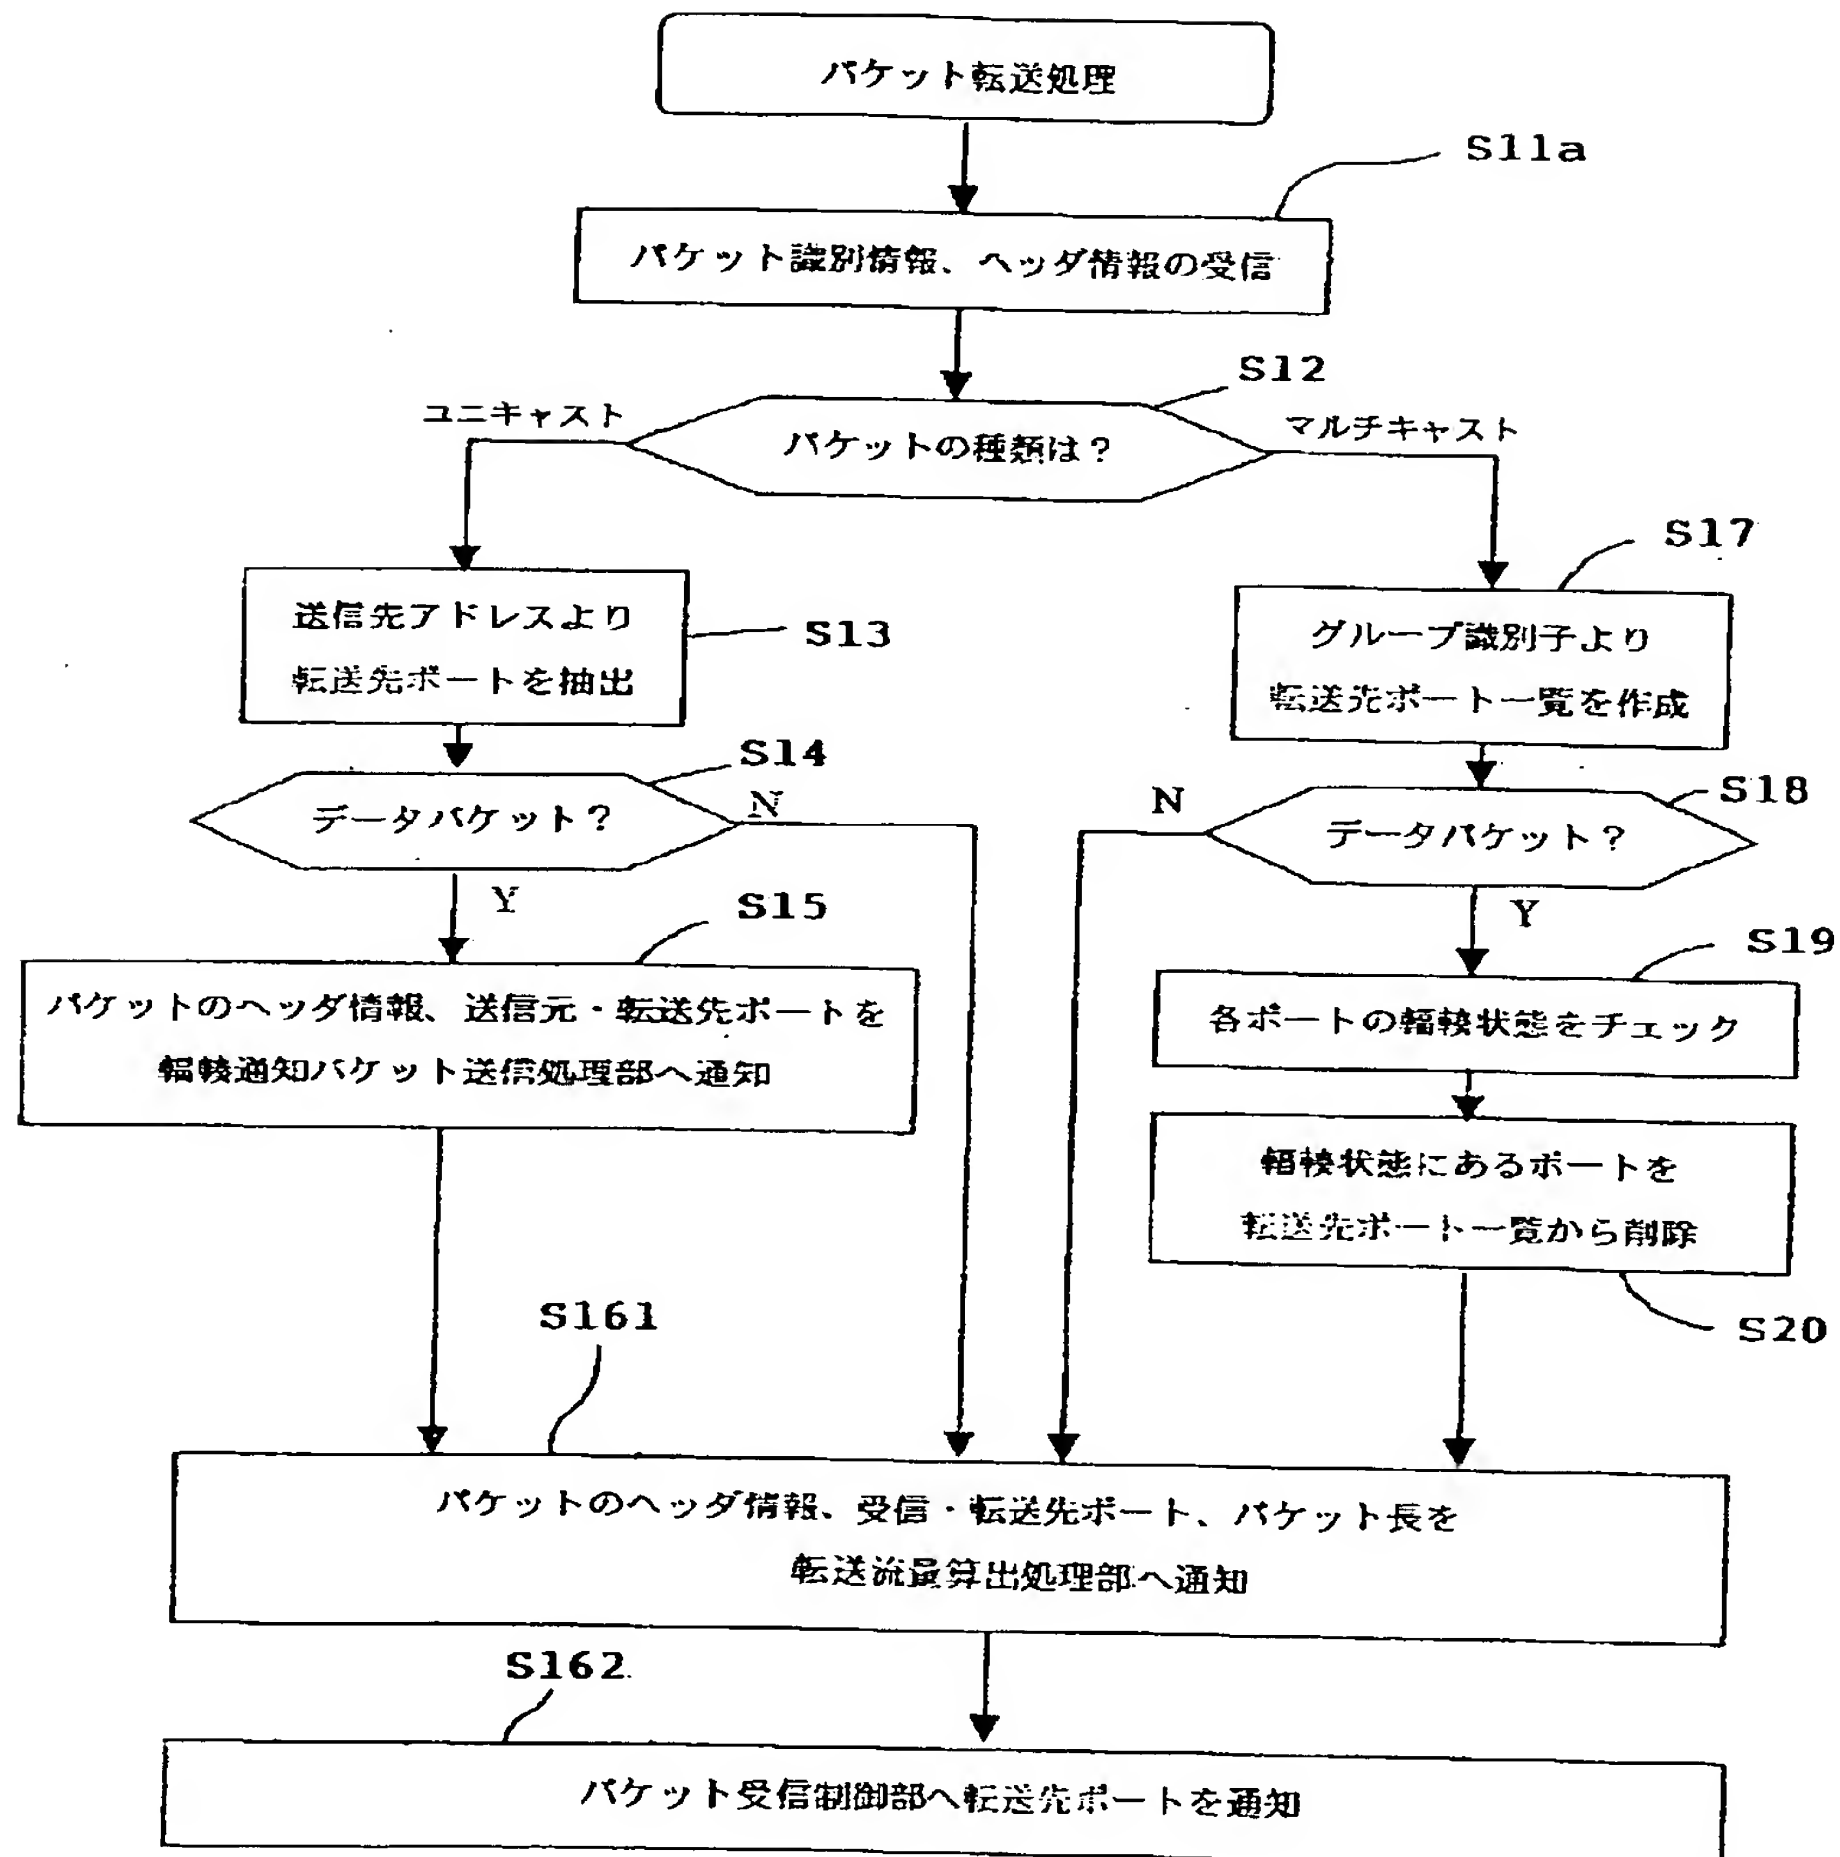 パケット転送処理
S11a
パケット識別情報、ヘッダ情報の受信
S12
ユニキャスト
マルチキャスト
パケットの種類は？
S13
送信先アドレスより
転送先ポートを抽出
S17
グループ識別子より
転送先ポート一覧を作成
S14
データパケット？
N
Y
S18
データパケット？
N
Y
S15
パケットのヘッダ情報、送信元・転送先ポートを
輻輳通知パケット送信処理部へ通知
S19
各ポートの輻輳状態をチェック
輻輳状態にあるポートを
転送先ポート一覧から削除
S20
S161
パケットのヘッダ情報、受信・転送先ポート、パケット長を
転送流量算出処理部へ通知
S162
パケット受信制御部へ転送先ポートを通知